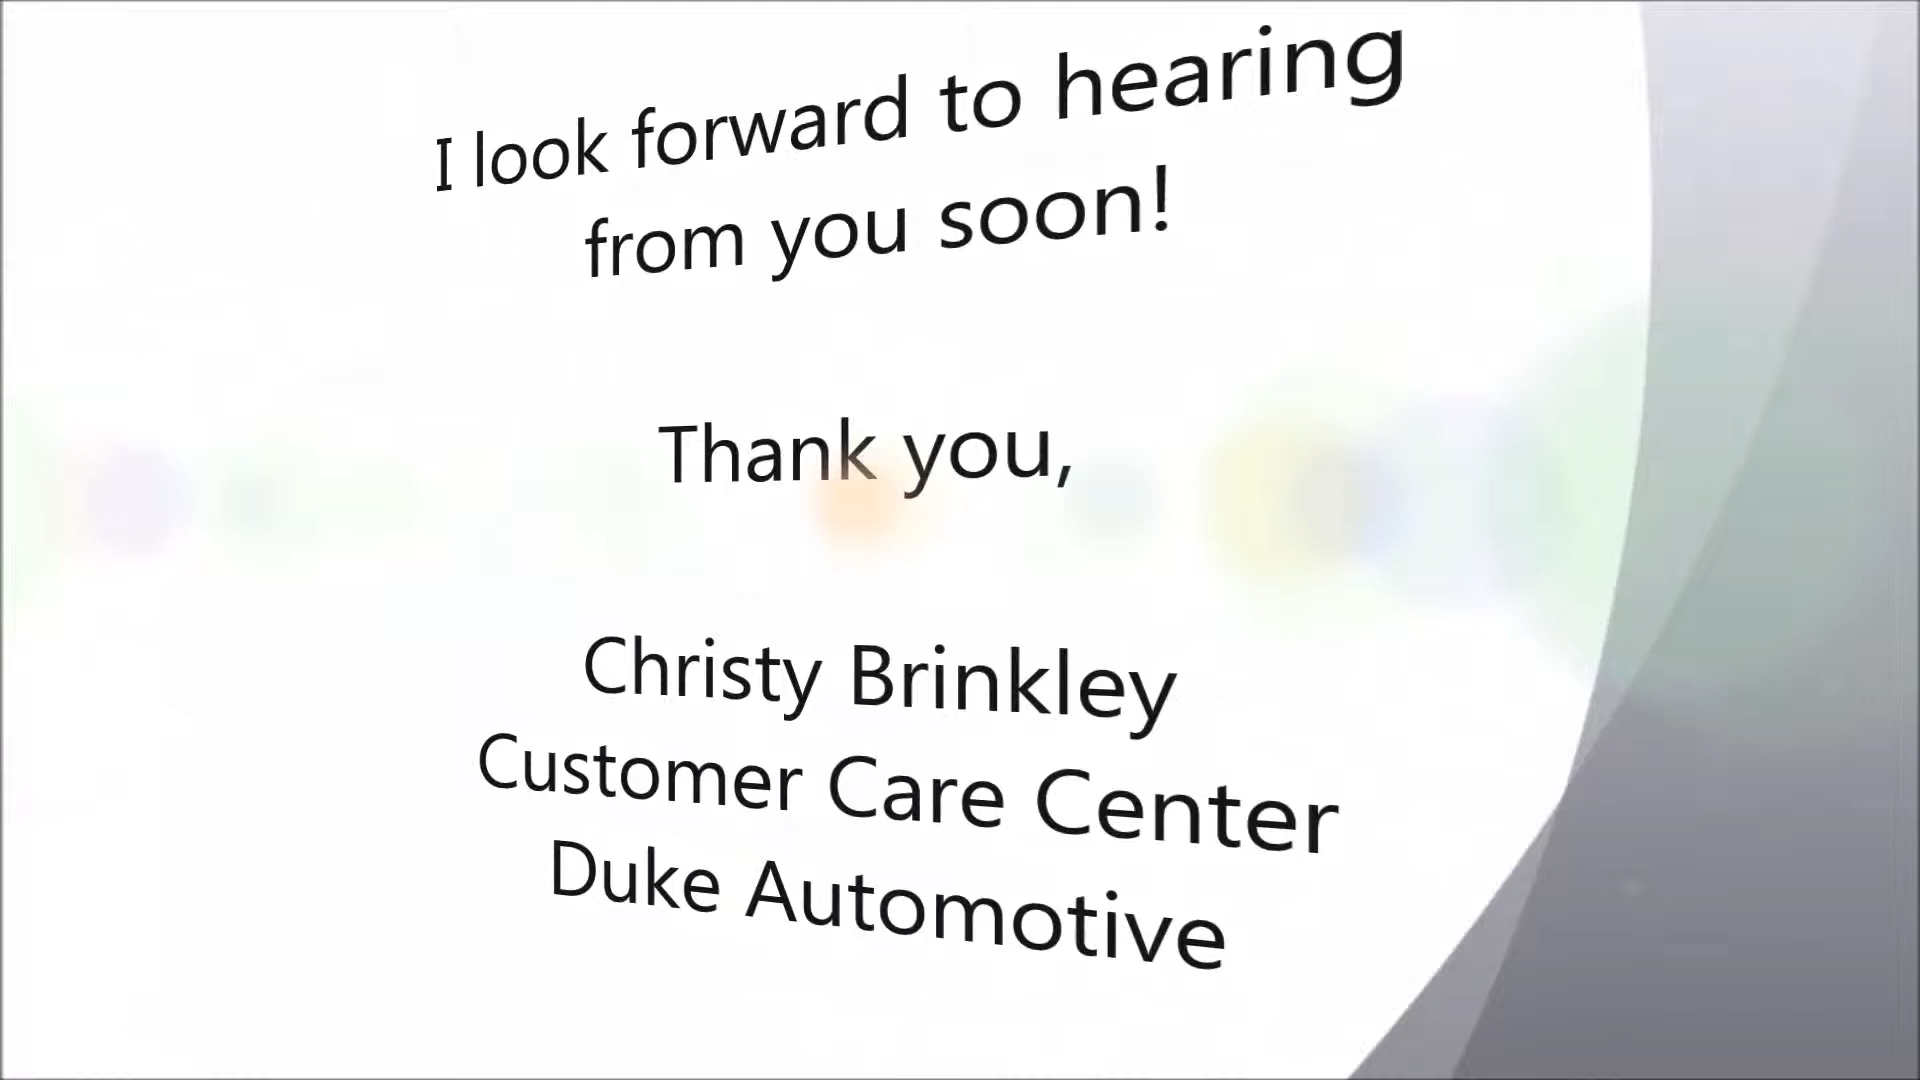 I look forward to hearing
from you soon!
Thank you,
Christy Brinkley
Customer Care Center
Duke Automotive